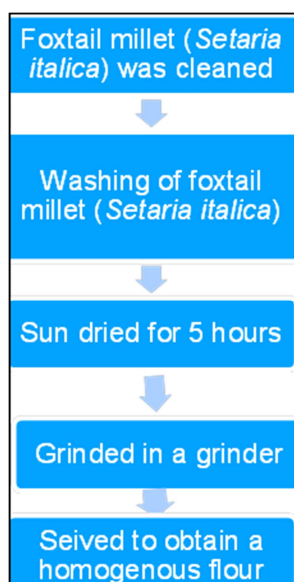 Foxtail millet (Setaria
italica) was cleaned
Washing of foxtail
millet (Setaria italica)
Sun dried for 5 hours
Grinded in a grinder
Seived to obtain a
homogenous flour